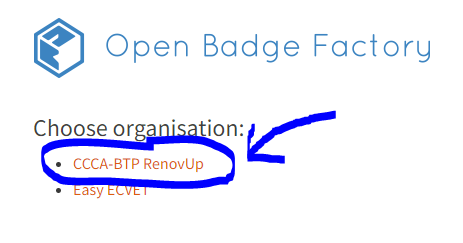 Open Badge Factory
Choose organisation:
CCCA-BTP RenovUp
Easy ECVET